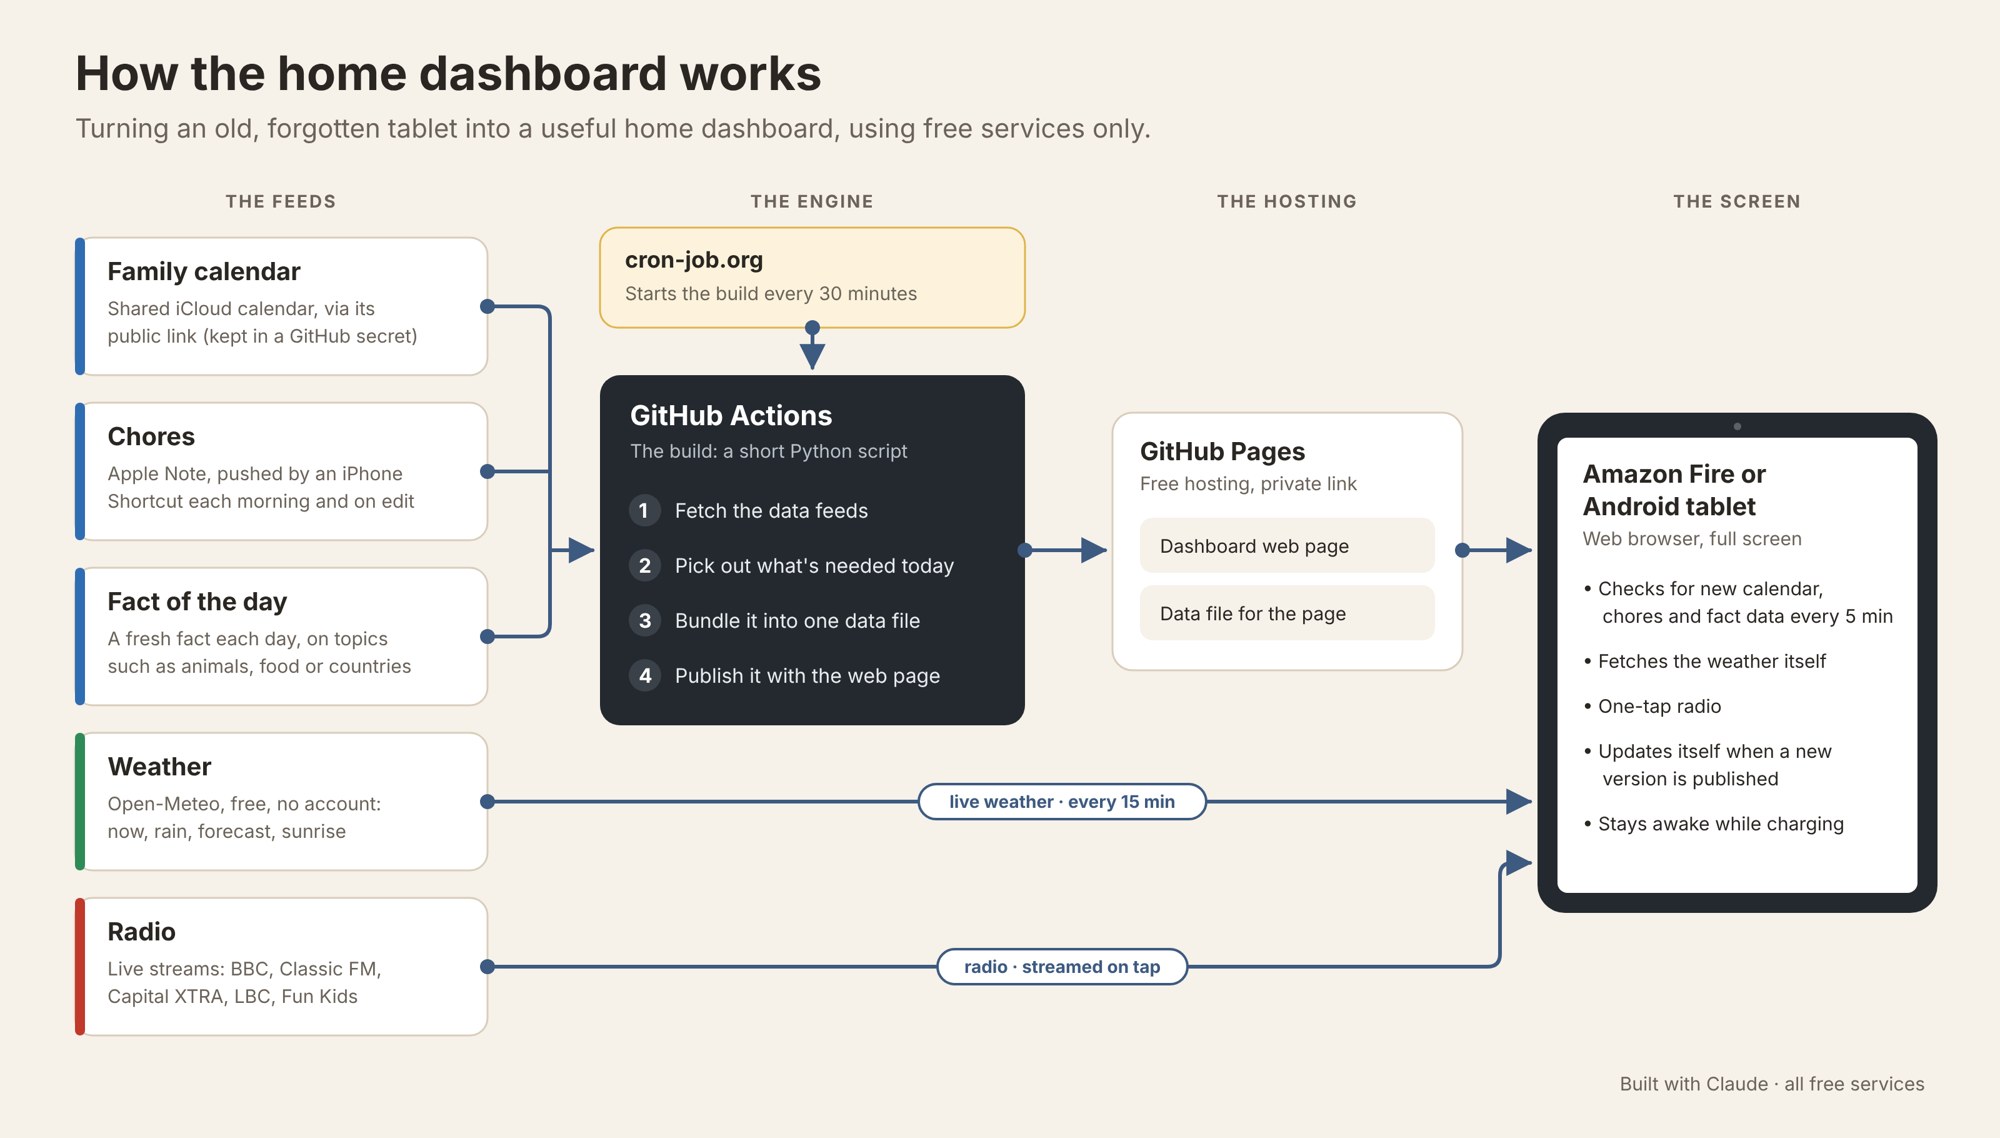 How the home dashboard works
Turning an old, forgotten tablet into a useful home dashboard, using free services only.
THE FEEDS
Family calendar
Shared iCloud calendar, via its
public link (kept in a GitHub secret)
Chores
Apple Note, pushed by an iPhone
Shortcut each morning and on edit
Fact of the day
A fresh fact each day, on topics
such as animals, food or countries
Weather
Open-Meteo, free, no account:
now, rain, forecast, sunrise
Radio
Live streams: BBC, Classic FM,
Capital XTRA, LBC, Fun Kids
THE ENGINE
cron-job.org
Starts the build every 30 minutes
GitHub Actions
The build: a short Python script
1 Fetch the data feeds
2 Pick out what's needed today
3 Bundle it into one data file
4 Publish it with the web page
live weather · every 15 min
radio · streamed on tap
THE HOSTING
GitHub Pages
Free hosting, private link
Dashboard web page
Data file for the page
THE SCREEN
Amazon Fire or
Android tablet
Web browser, full screen
• Checks for new calendar,
chores and fact data every 5 min
• Fetches the weather itself
• One-tap radio
• Updates itself when a new
version is published
• Stays awake while charging
Built with Claude · all free services